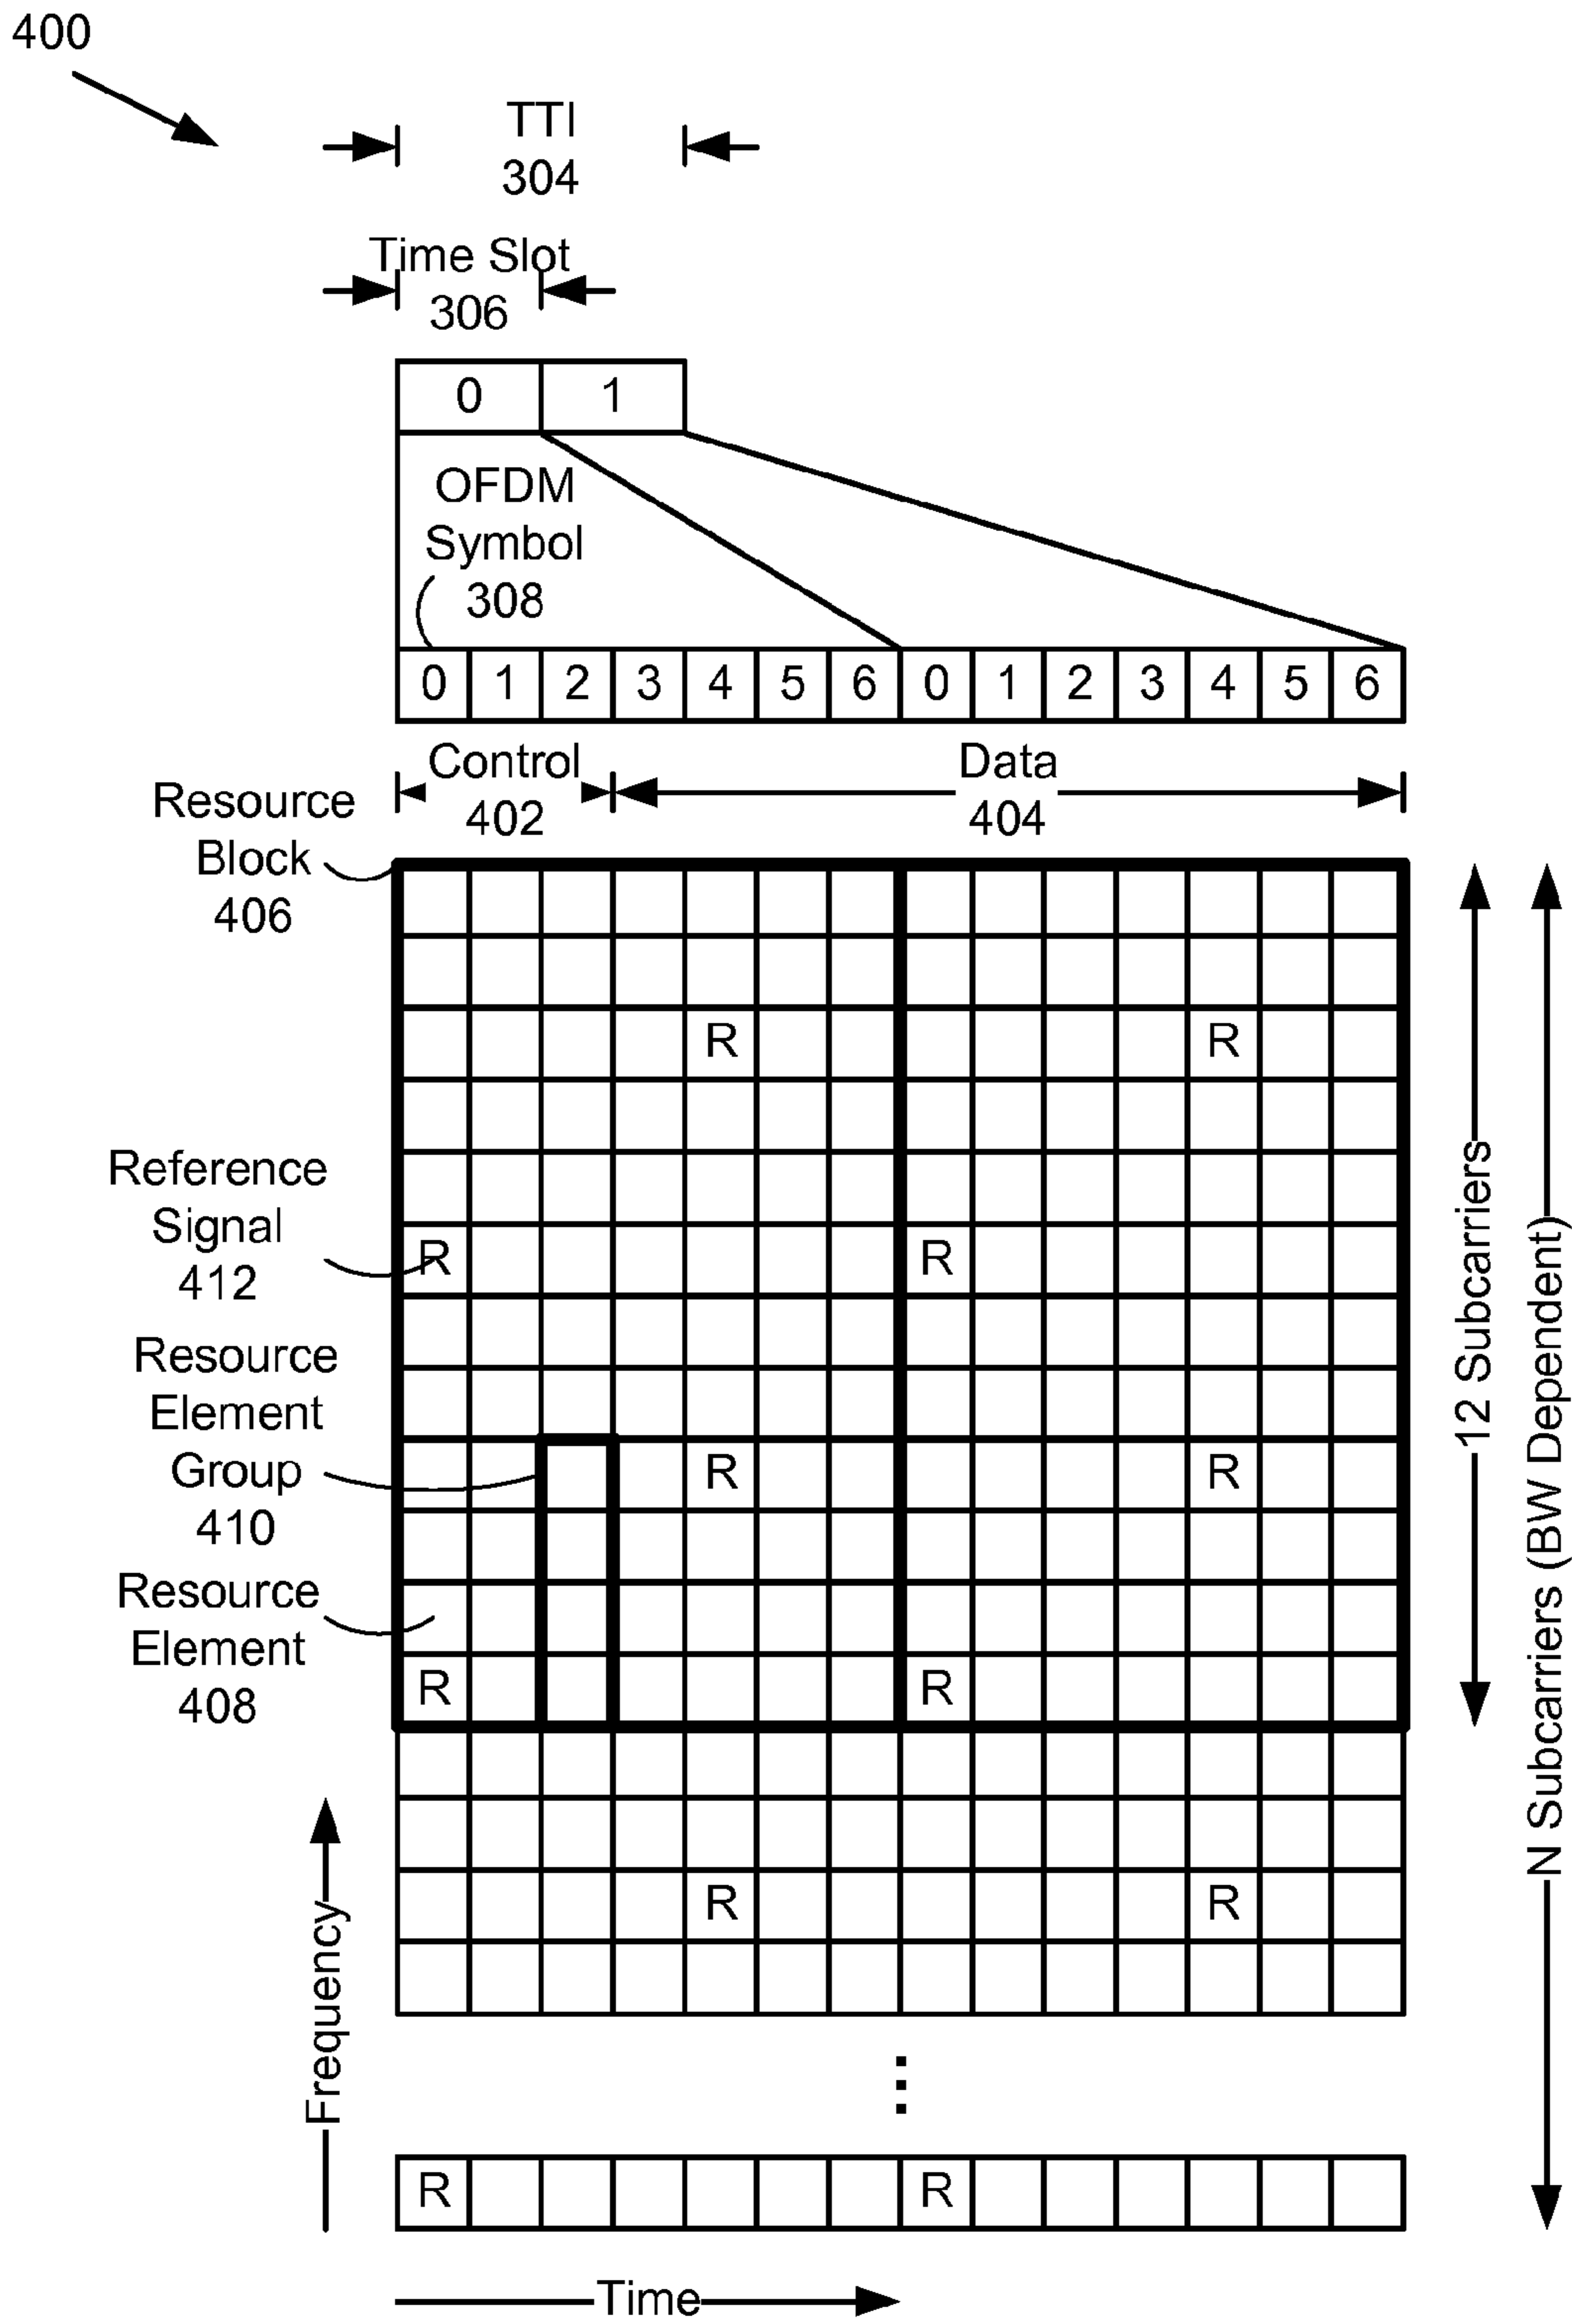 400
TTI
304
Time Slot
306
0 1
OFDM
Symbol
308
0 1 2 3 4 5 6 0 1 2 3 4 5 6
Control
402
Data
404
Resource
Block
406
R R
Reference
Signal
412
R R
Resource
Element
Group
410
R R
Resource
Element
408
R R
12 Subcarriers
N Subcarriers (BW Dependent)
R R
Frequency
R R
Time